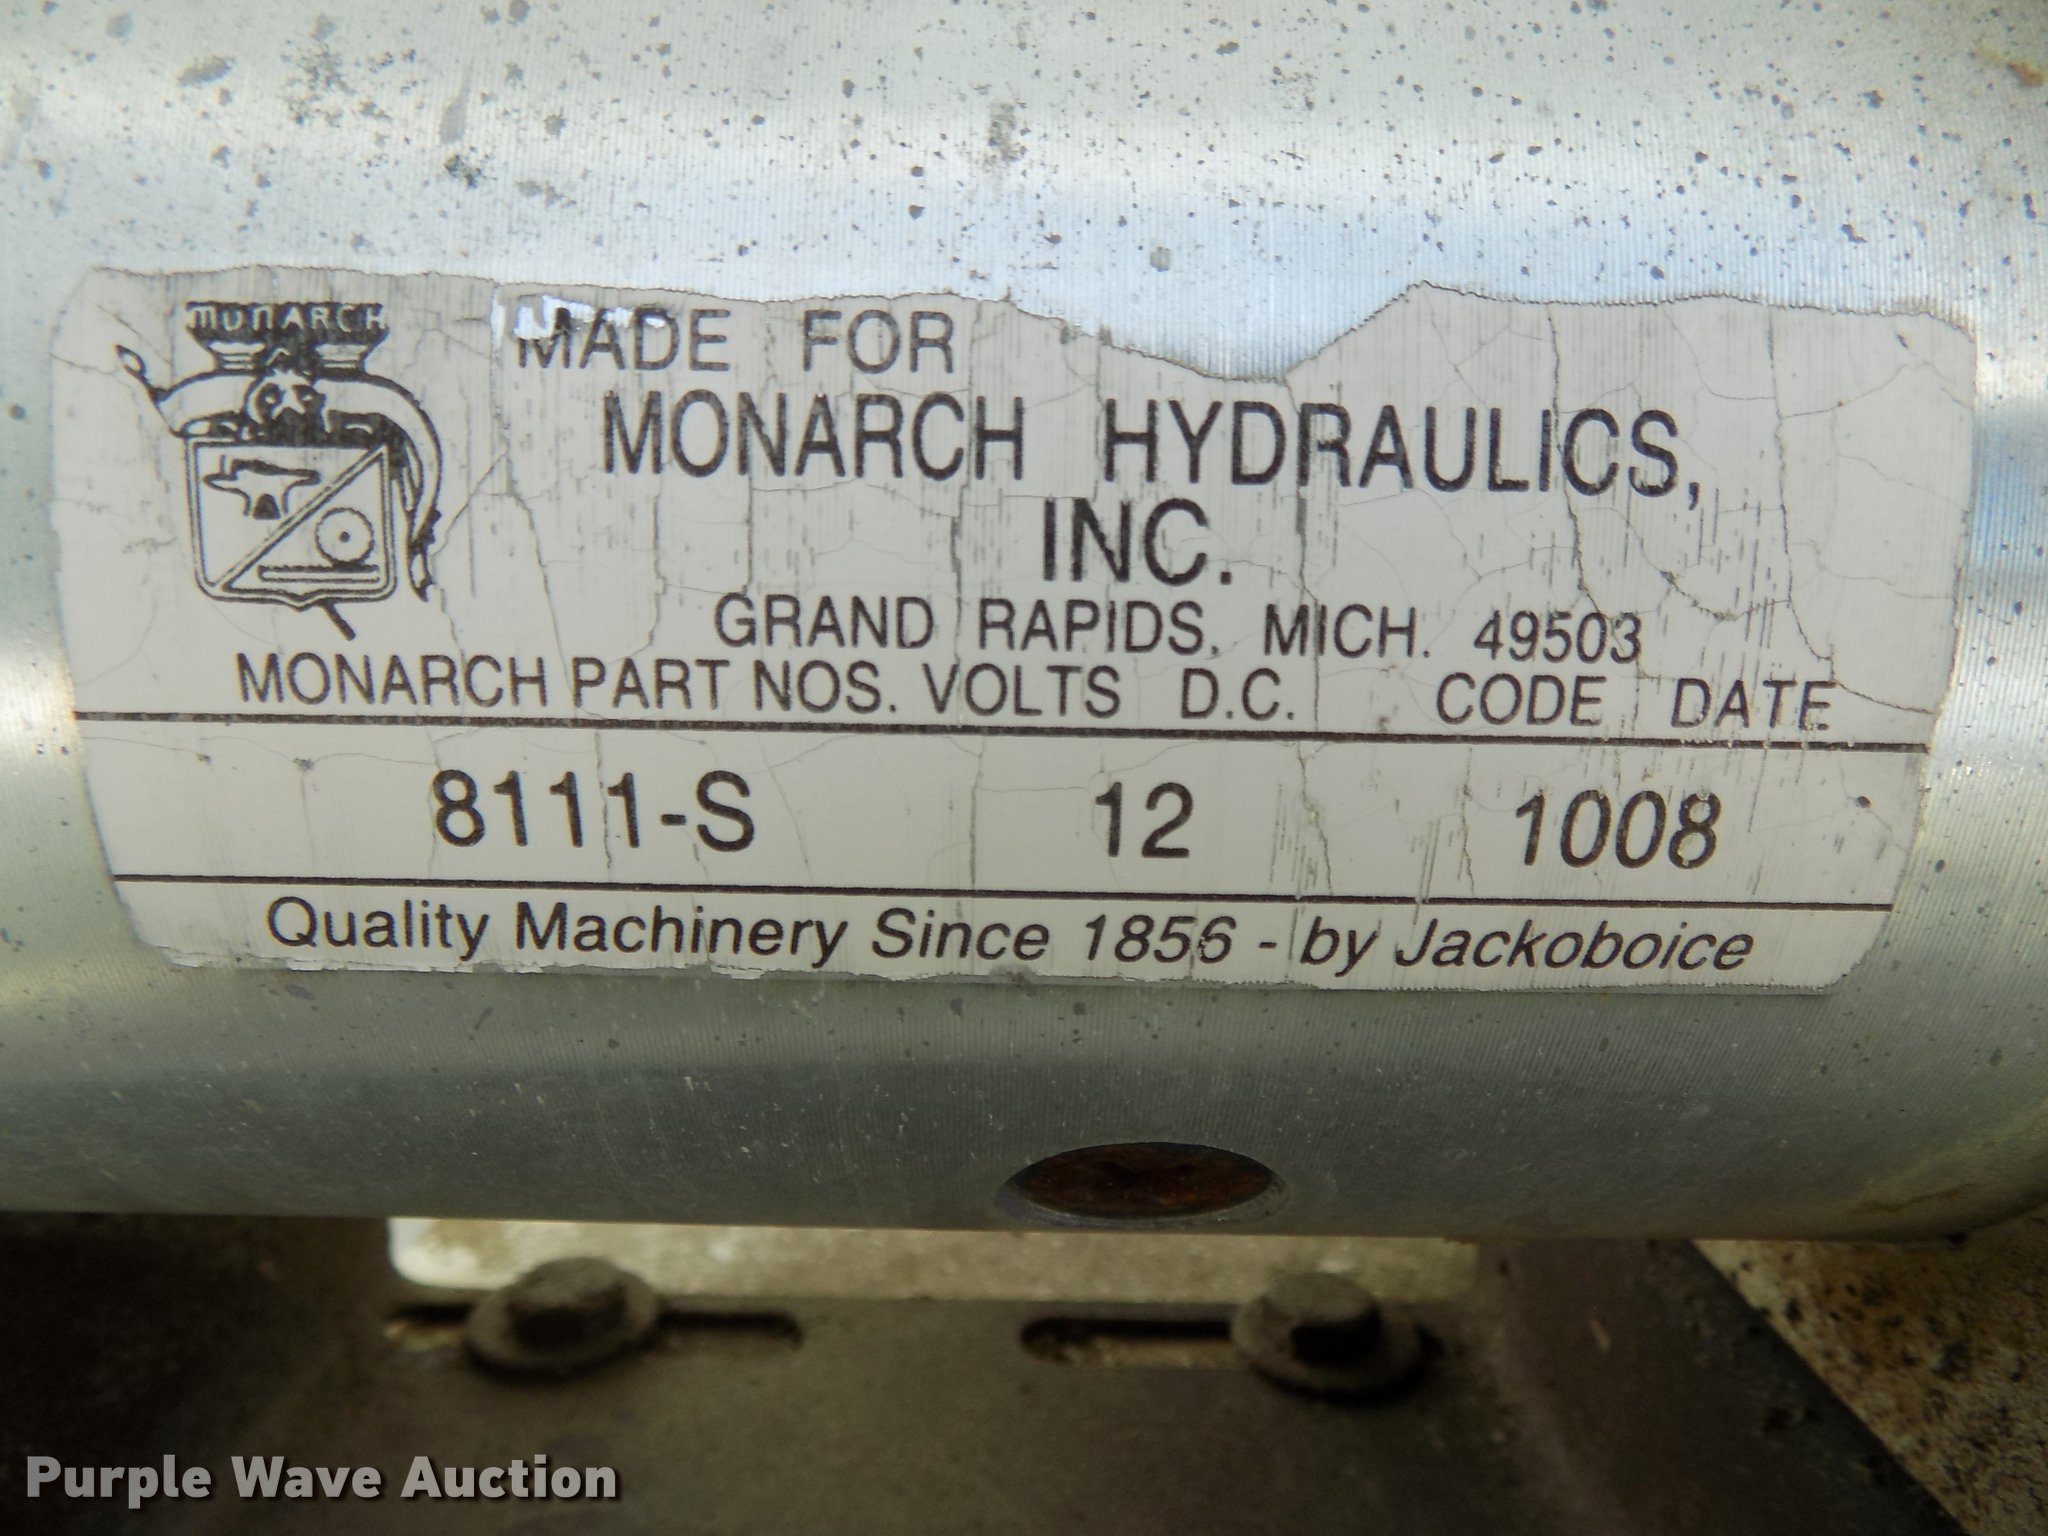 MONARCH
MADE FOR
MONARCH HYDRAULICS,
INC.
GRAND RAPIDS, MICH. 49503
MONARCH PART NOS. VOLTS D.C. CODE DATE
8111-S 12 1008
Quality Machinery Since 1856 - by Jackoboice
Purple Wave Auction